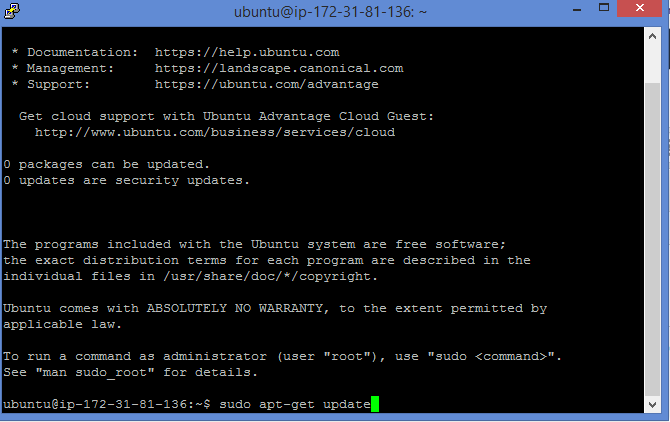 ubuntu@ip-172-31-81-136: ~
* Documentation:  https://help.ubuntu.com
* Management:     https://landscape.canonical.com
* Support:        https://ubuntu.com/advantage
Get cloud support with Ubuntu Advantage Cloud Guest:
http://www.ubuntu.com/business/services/cloud
0 packages can be updated.
0 updates are security updates.
The programs included with the Ubuntu system are free software;
the exact distribution terms for each program are described in the
individual files in /usr/share/doc/*/copyright.
Ubuntu comes with ABSOLUTELY NO WARRANTY, to the extent permitted by
applicable law.
To run a command as administrator (user "root"), use "sudo <command>".
See "man sudo_root" for details.
ubuntu@ip-172-31-81-136:~$ sudo apt-get update